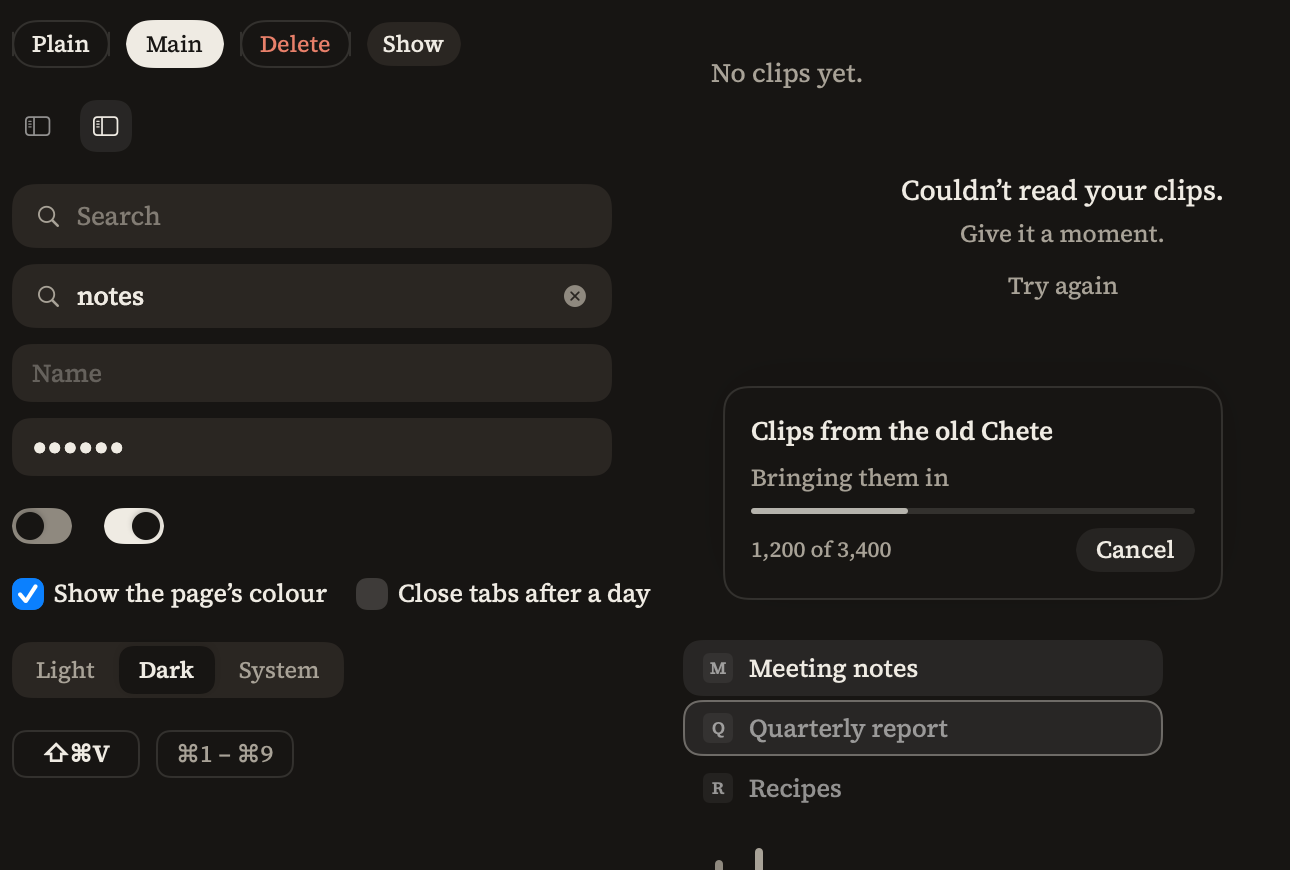 Plain Main Delete Show
Search
notes
Name
Show the page’s colour Close tabs after a day
Light Dark System
⇧⌘V ⌘1 – ⌘9
No clips yet.
Couldn’t read your clips.
Give it a moment.
Try again
Clips from the old Chete
Bringing them in
1,200 of 3,400 Cancel
M Meeting notes
Q Quarterly report
R Recipes